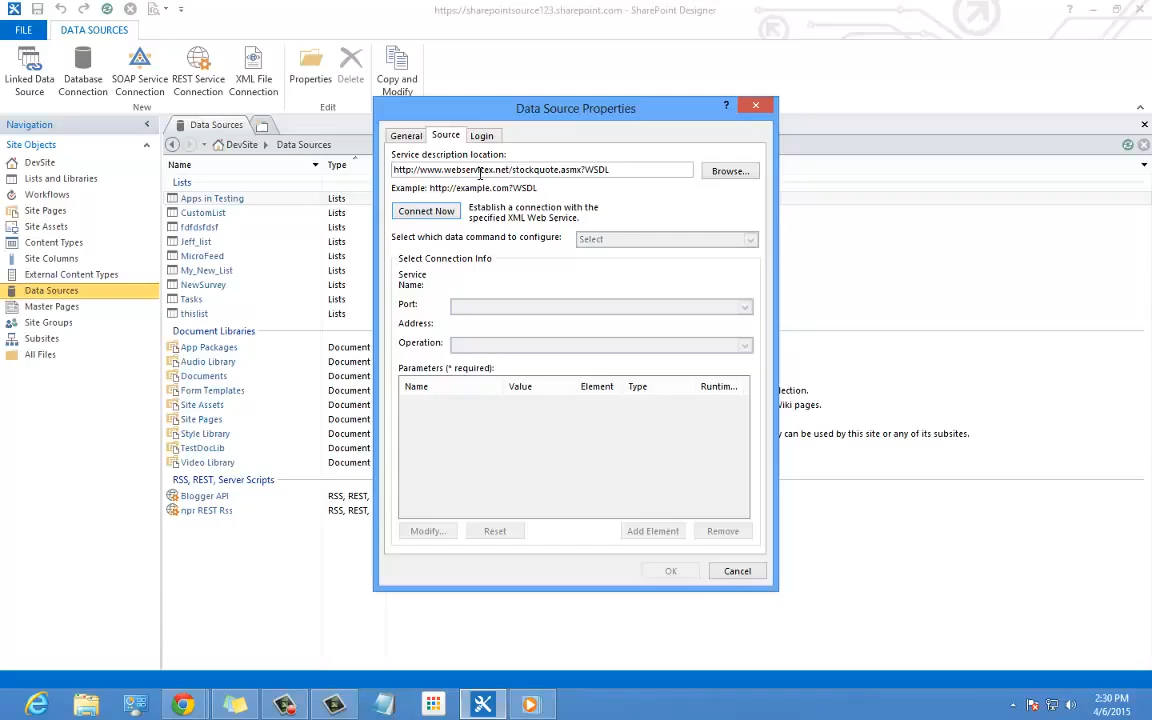 https://sharepointsource123.sharepoint.com - SharePoint Designer
?
FILE
DATA SOURCES
Linked Data Source
Database Connection
SOAP Service Connection
REST Service Connection
XML File Connection
Properties
Delete
Copy and Modify
New
Edit
Navigation
Data Sources
Site Objects
DevSite
Data Sources
DevSite
Lists and Libraries
Workflows
Site Pages
Site Assets
Content Types
Site Columns
External Content Types
Data Sources
Master Pages
Site Groups
Subsites
All Files
Name
Type
Lists
Apps in Testing Lists
CustomList Lists
fdfdsfdsf Lists
Jeff_list Lists
MicroFeed Lists
My_New_List Lists
NewSurvey Lists
Tasks Lists
thislist Lists
Document Libraries
App Packages Document
Audio Library Document
Documents Document
Form Templates Document
Site Assets Document
Site Pages Document
Style Library Document
TestDocLib Document
Video Library Document
RSS, REST, Server Scripts
Blogger API RSS, REST,
npr REST Rss RSS, REST,
Data Source Properties
?
General
Source
Login
Service description location:
http://www.webservicex.net/stockquote.asmx?WSDL
Browse...
Example: http://example.com?WSDL
Connect Now
Establish a connection with the
specified XML Web Service.
Select which data command to configure:
Select
Select Connection Info
Service
Name:
Port:
Address:
Operation:
Parameters (* required):
Name Value Element Type Runtim...
Modify...
Reset
Add Element
Remove
OK
Cancel
lection.
Wiki pages.
y can be used by this site or any of its subsites.
2:30 PM
4/6/2015